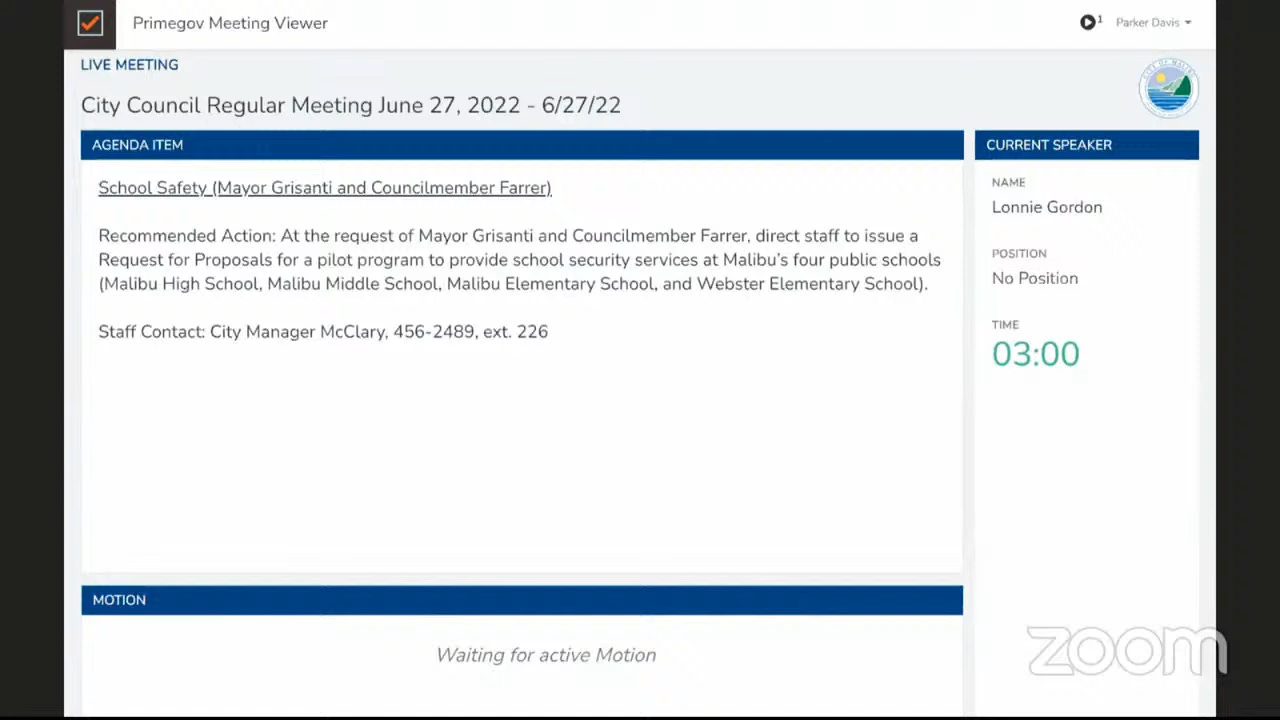 Primegov Meeting Viewer
1 Parker Davis
LIVE MEETING
City Council Regular Meeting June 27, 2022 - 6/27/22
AGENDA ITEM
School Safety (Mayor Grisanti and Councilmember Farrer)
Recommended Action: At the request of Mayor Grisanti and Councilmember Farrer, direct staff to issue a
Request for Proposals for a pilot program to provide school security services at Malibu's four public schools
(Malibu High School, Malibu Middle School, Malibu Elementary School, and Webster Elementary School).
Staff Contact: City Manager McClary, 456-2489, ext. 226
CURRENT SPEAKER
NAME
Lonnie Gordon
POSITION
No Position
TIME
03:00
MOTION
Waiting for active Motion
zoom